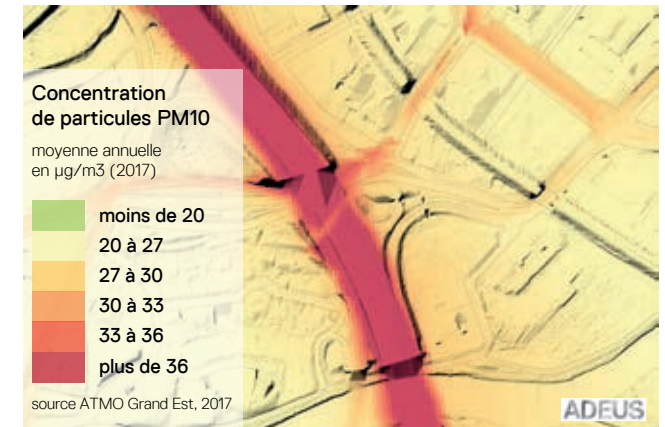 Concentration
de particules PM10
moyenne annuelle
en µg/m3 (2017)
moins de 20
20 à 27
27 à 30
30 à 33
33 à 36
plus de 36
source ATMO Grand Est, 2017
ADEUS